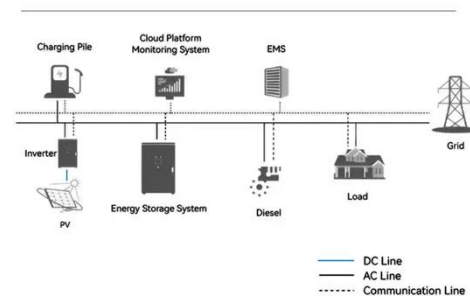 Charging Pile
Cloud Platform
Monitoring System
EMS
Grid
Inverter
PV
Energy Storage System
Diesel
Load
DC Line
AC Line
Communication Line